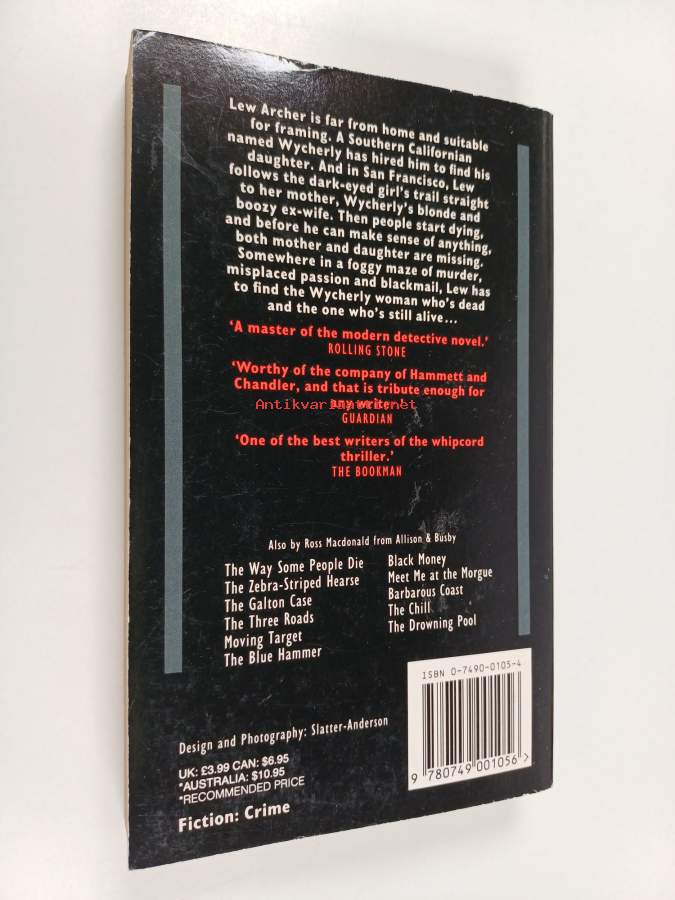 Lew Archer is far from home and suitable
for framing. A Southern Californian
named Wycherly has hired him to find his
daughter. And in San Francisco, Lew
follows the dark-eyed girl's trail straight
to her mother, Wycherly's blonde and
boozy ex-wife. Then people start dying,
and before he can make sense of anything,
both mother and daughter are missing.
Somewhere in a foggy maze of murder,
misplaced passion and blackmail, Lew has
to find the Wycherly woman who's dead
and the one who's still alive...
'A master of the modern detective novel.'
ROLLING STONE
'Worthy of the company of Hammett and
Chandler, and that is tribute enough for
any writer.'
Antikvariaatti.net
GUARDIAN
'One of the best writers of the whipcord
thriller.'
THE BOOKMAN
Also by Ross Macdonald from Allison & Busby
The Way Some People Die
The Zebra-Striped Hearse
The Galton Case
The Three Roads
Moving Target
The Blue Hammer
Black Money
Meet Me at the Morgue
Barbarous Coast
The Chill
The Drowning Pool
ISBN 0-7490-0105-4
9 780749 001056 >
Design and Photography: Slatter-Anderson
UK: £3.99 CAN: $6.95
*AUSTRALIA: $10.95
*RECOMMENDED PRICE
Fiction: Crime